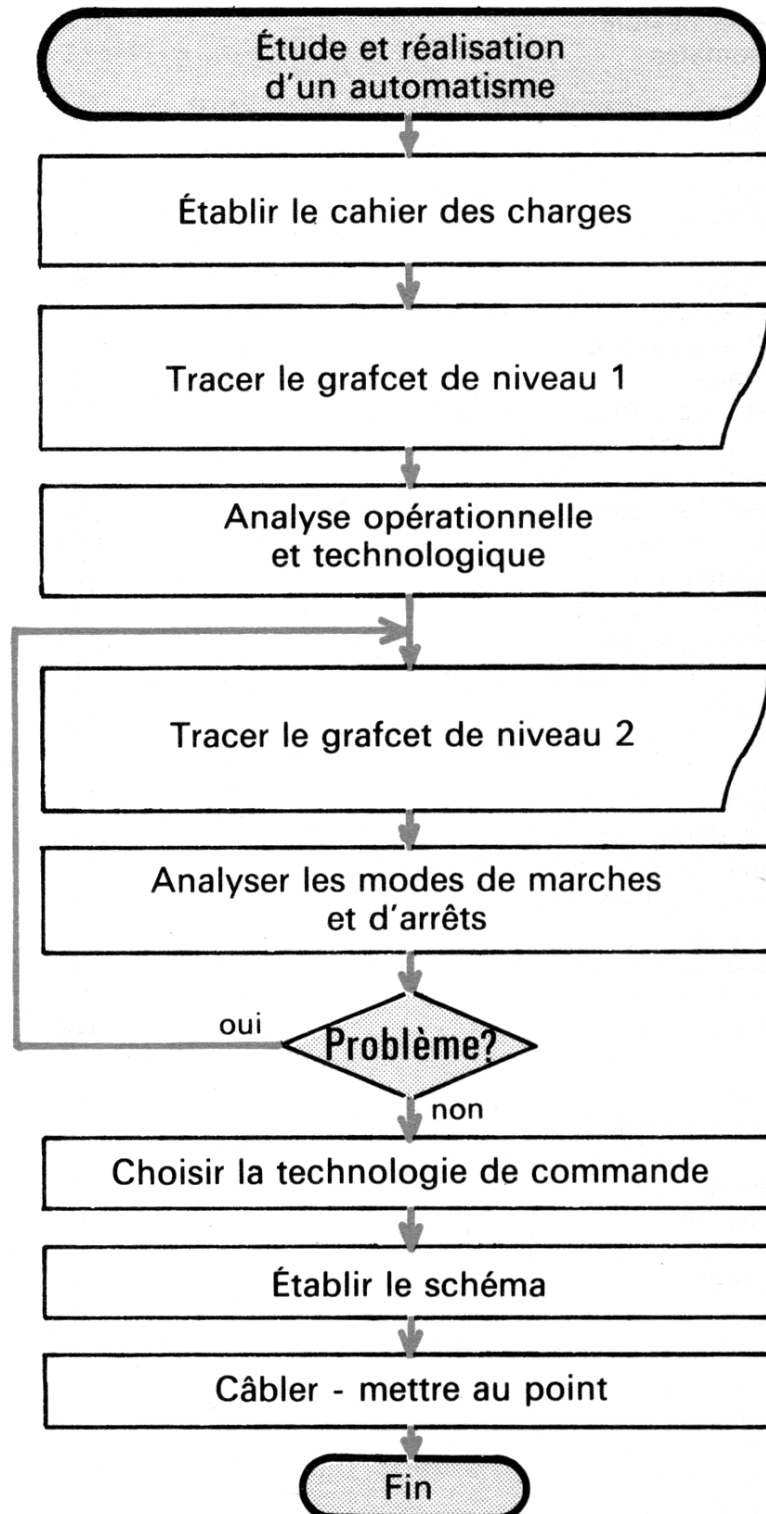 Étude et réalisation
d'un automatisme
Établir le cahier des charges
Tracer le grafcet de niveau 1
Analyse opérationnelle
et technologique
Tracer le grafcet de niveau 2
Analyser les modes de marches
et d'arrêts
oui
Problème?
non
Choisir la technologie de commande
Établir le schéma
Câbler - mettre au point
Fin